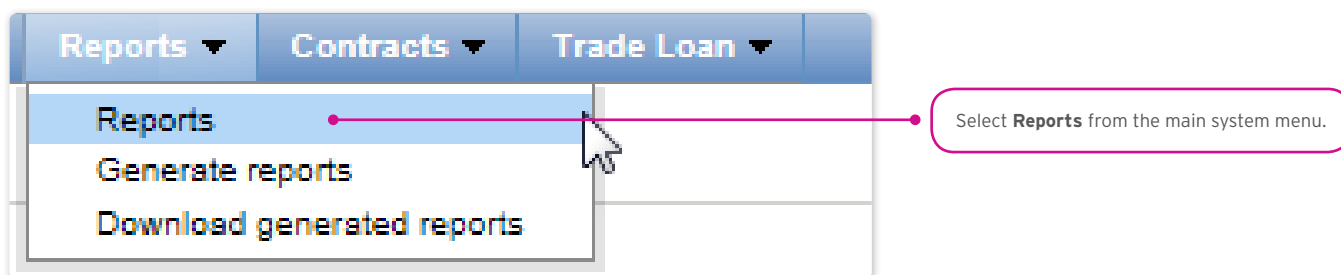 Reports Contracts Trade Loan
Reports
Generate reports
Download generated reports
Select Reports from the main system menu.